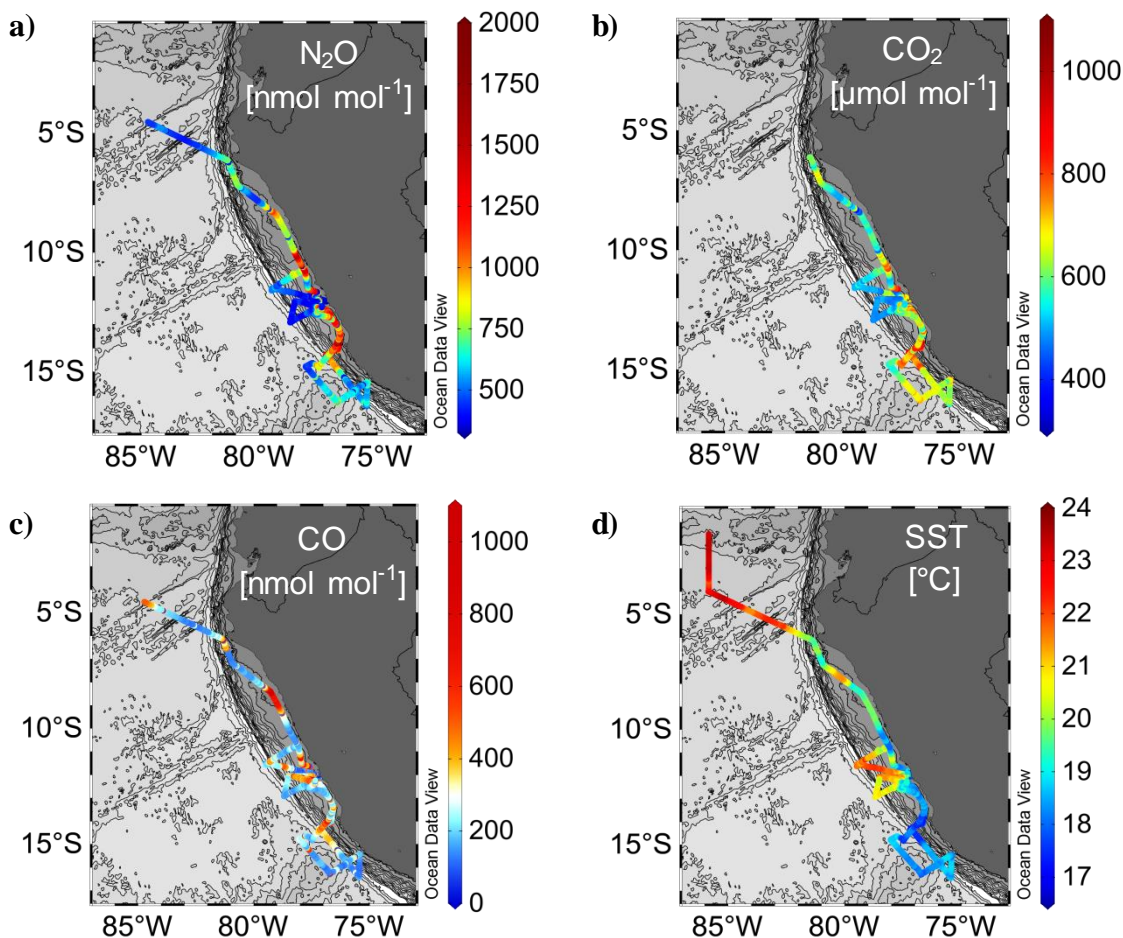 a)
N₂O
[nmol mol⁻¹]
5°S
10°S
15°S
85°W 80°W 75°W
2000
1750
1500
1250
1000
750
500
Ocean Data View
b)
CO₂
[µmol mol⁻¹]
5°S
10°S
15°S
85°W 80°W 75°W
1000
800
600
400
Ocean Data View
c)
CO
[nmol mol⁻¹]
5°S
10°S
15°S
85°W 80°W 75°W
1000
800
600
400
200
0
Ocean Data View
d)
SST
[°C]
5°S
10°S
15°S
85°W 80°W 75°W
24
23
22
21
20
19
18
17
Ocean Data View